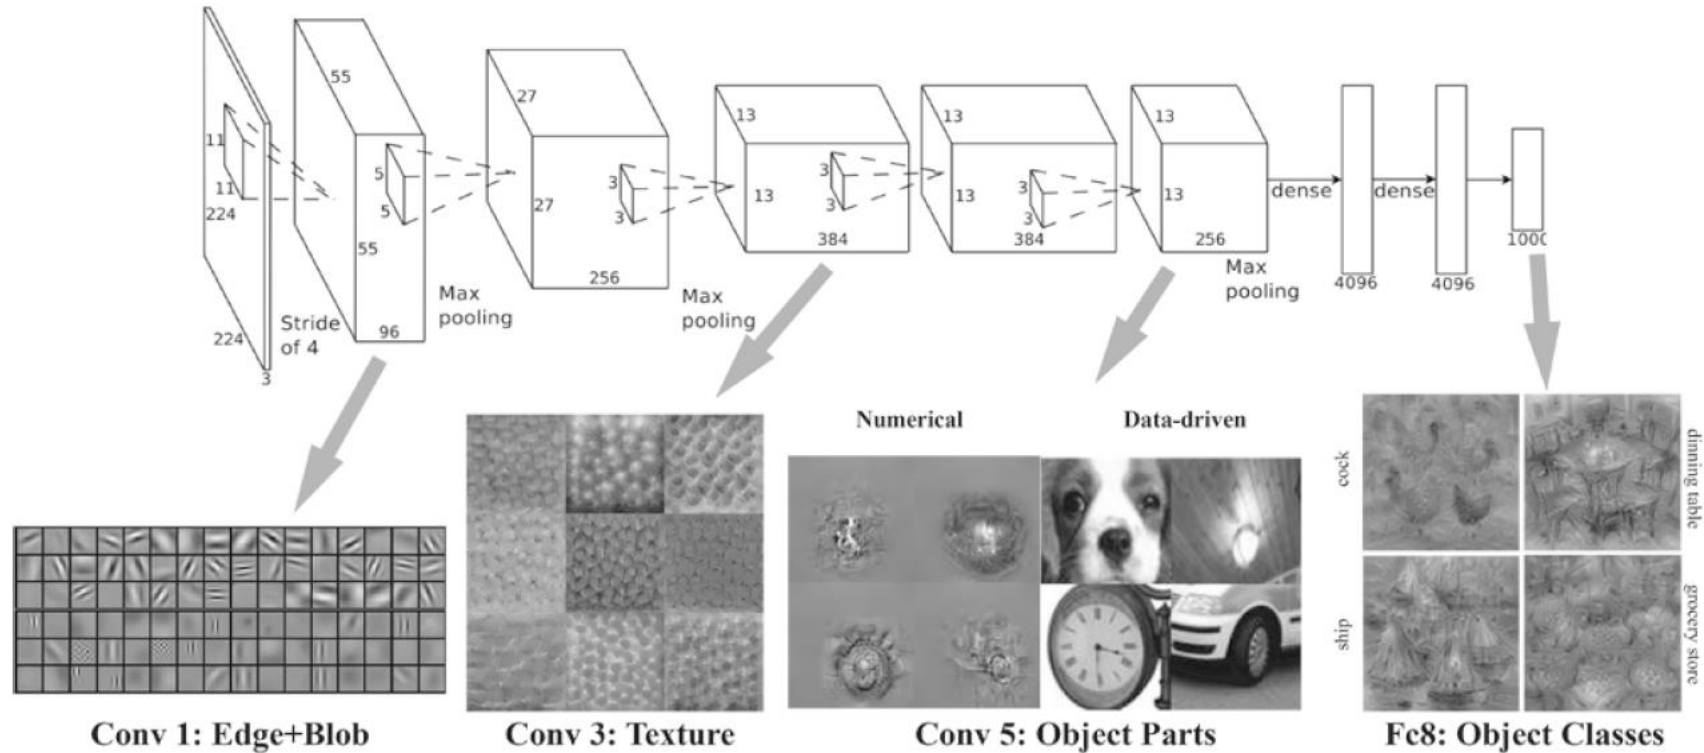 55
27
13
13
13
11
5
3
3
3
11
5
3
3
3
224
55
27
13
13
13
dense
dense
384
384
256
1000
256
Max
pooling
Max
pooling
Max
pooling
4096
4096
Stride
of 4
224
96
3
Numerical
Data-driven
cock
dinning table
ship
grocery store
Conv 1: Edge+Blob
Conv 3: Texture
Conv 5: Object Parts
Fc8: Object Classes